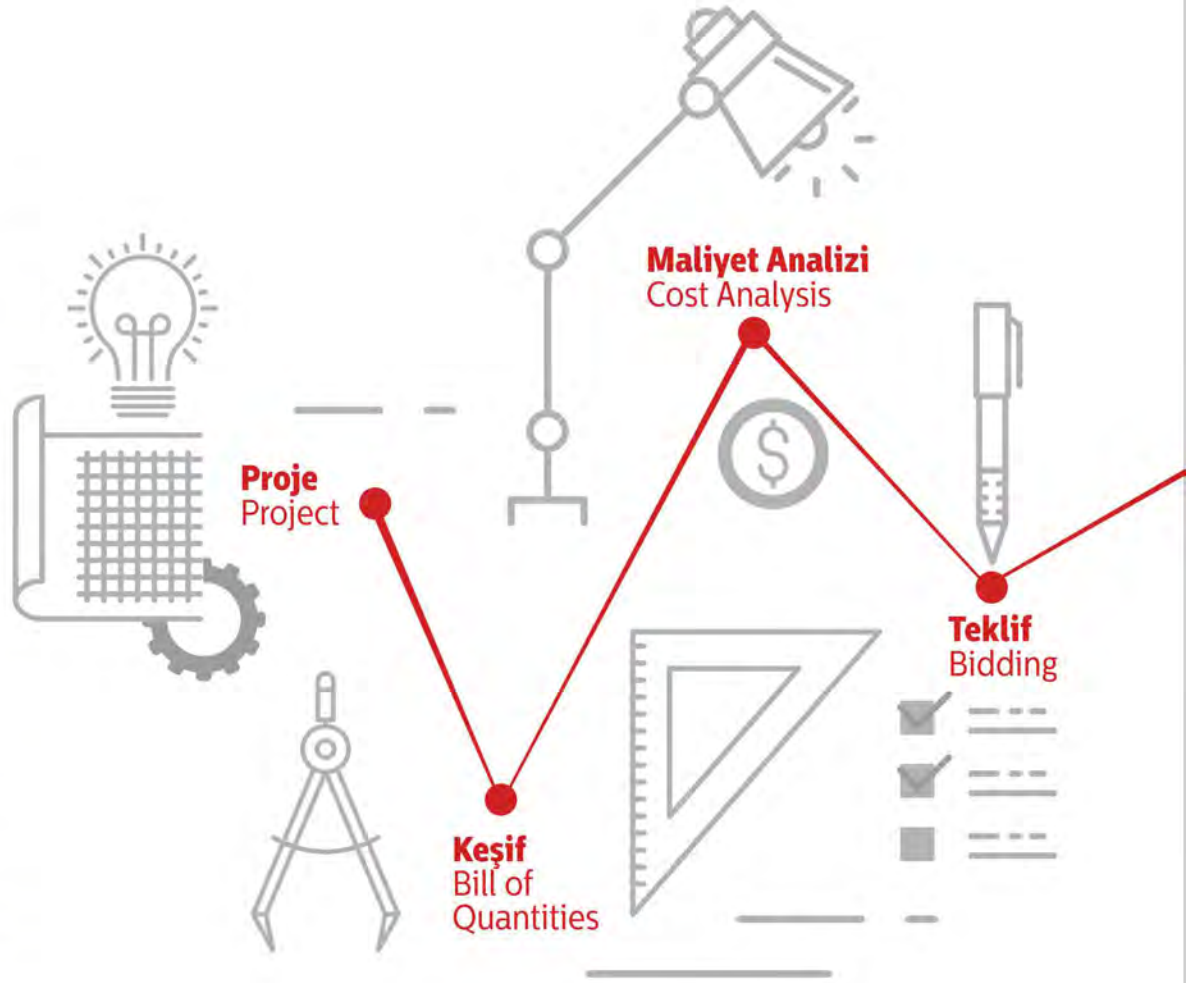 Proje
Project
Keşif
Bill of
Quantities
Maliyet Analizi
Cost Analysis
$
Teklif
Bidding